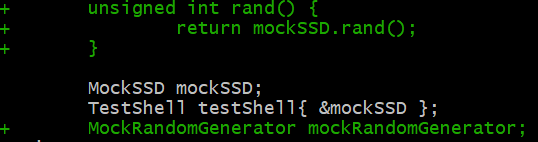 + unsigned int rand() {
+ return mockSSD.rand();
+ }
MockSSD mockSSD;
TestShell testShell{ &mockSSD };
+ MockRandomGenerator mockRandomGenerator;